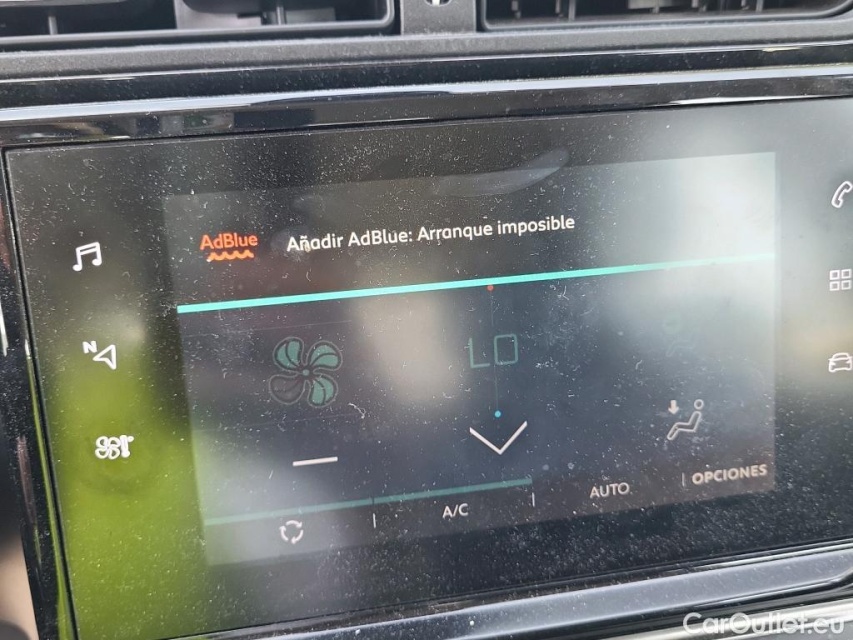 AdBlue Añadir AdBlue: Arranque imposible
N
LO
A/C
AUTO
OPCIONES
CarOutlet.eu